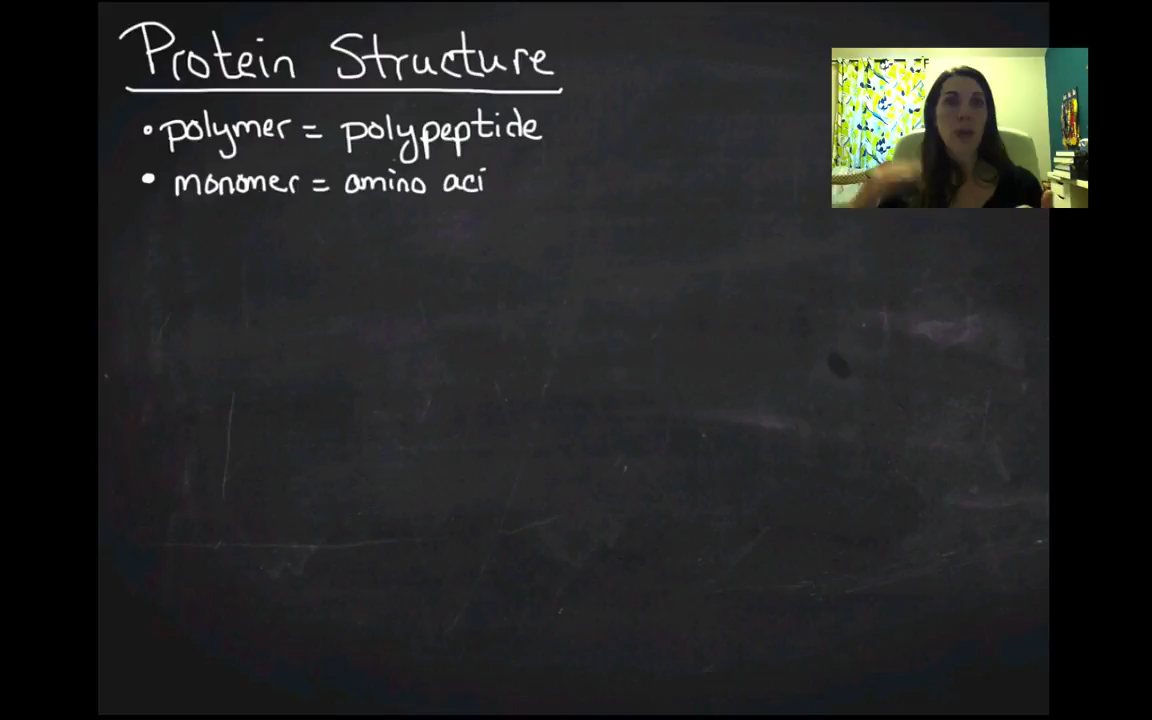 Protein Structure
• polymer = polypeptide
• monomer = amino aci